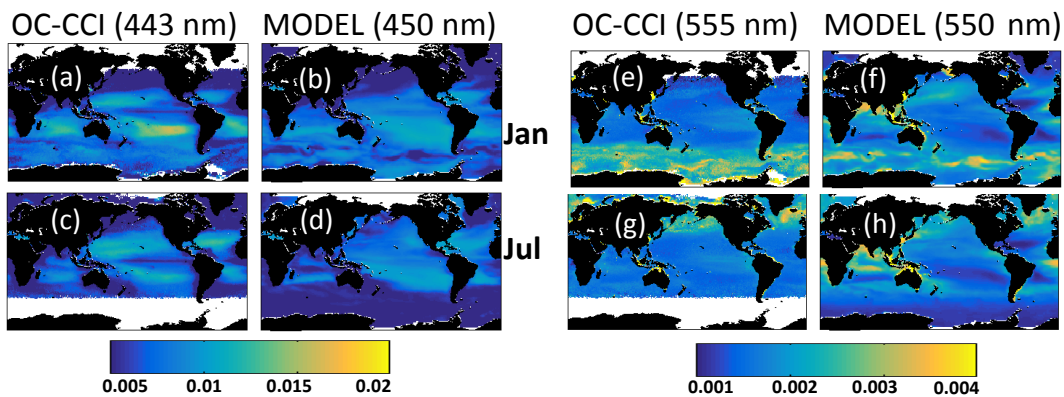 OC-CCI (443 nm) MODEL (450 nm) OC-CCI (555 nm) MODEL (550 nm)
(a) (b) (e) (f)
Jan
(c) (d) (g) (h)
Jul
0.005 0.01 0.015 0.02 0.001 0.002 0.003 0.004